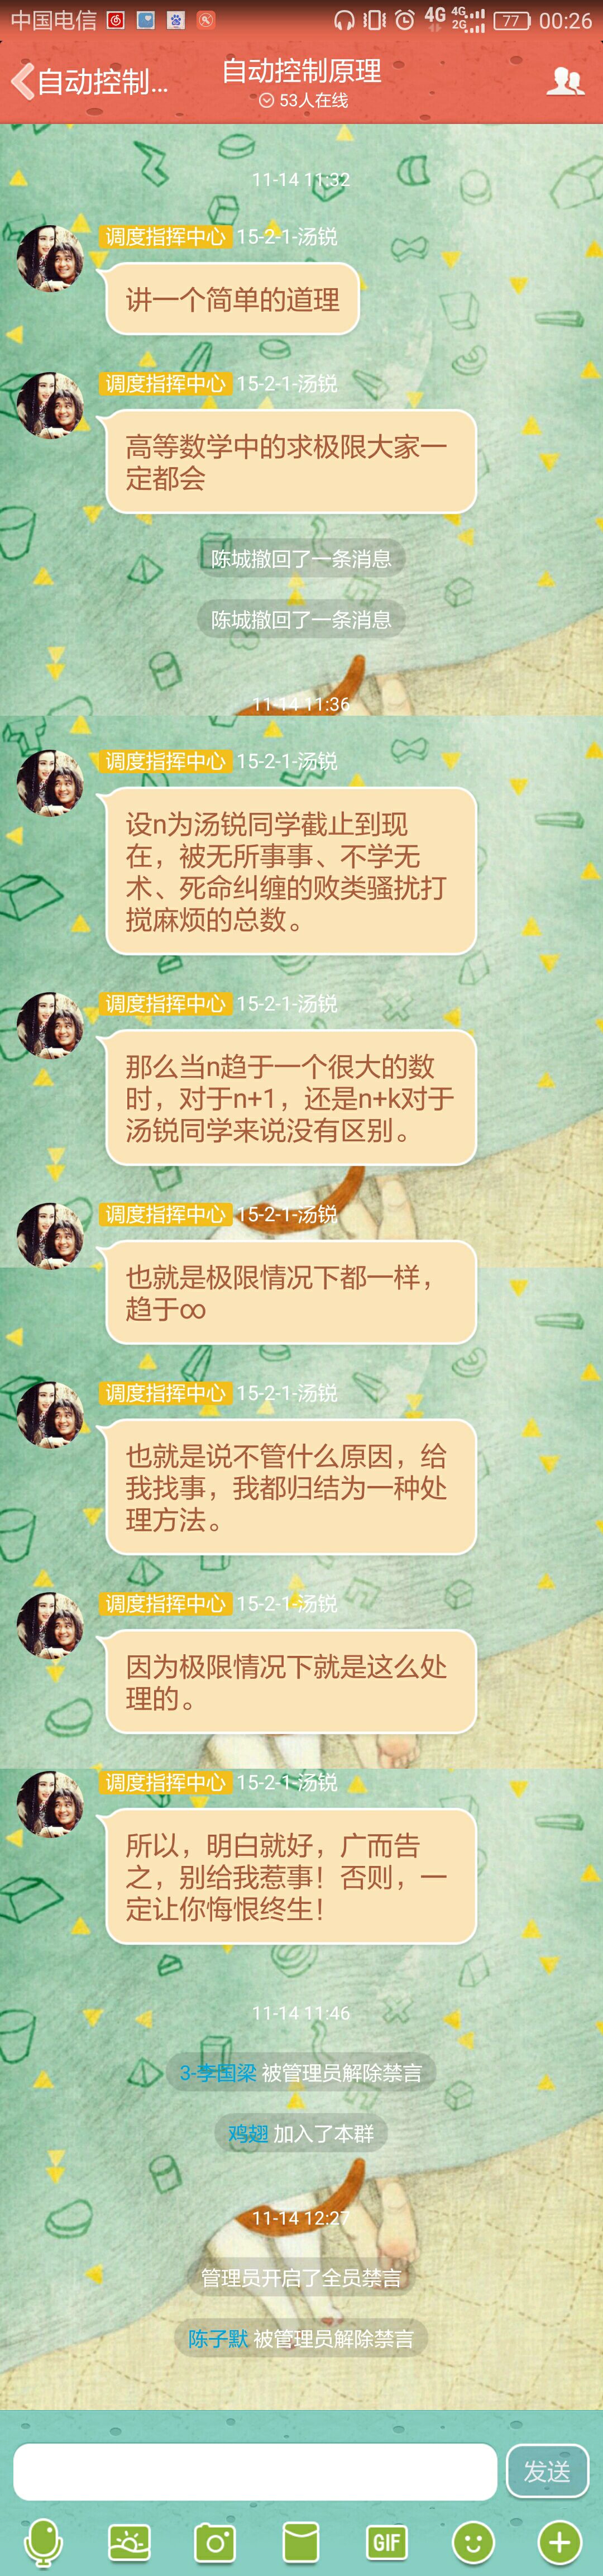 中国电信
4G 4G 2G 77 00:26
自动控制...
自动控制原理
53人在线
11-14 11:32
调度指挥中心 15-2-1-汤锐
讲一个简单的道理
调度指挥中心 15-2-1-汤锐
高等数学中的求极限大家一
定都会
陈城撤回了一条消息
陈城撤回了一条消息
11-14 11:36
调度指挥中心 15-2-1-汤锐
设n为汤锐同学截止到现
在，被无所事事、不学无
术、死命纠缠的败类骚扰打
搅麻烦的总数。
调度指挥中心 15-2-1-汤锐
那么当n趋于一个很大的数
时，对于n+1，还是n+k对于
汤锐同学来说没有区别。
调度指挥中心 15-2-1-汤锐
也就是极限情况下都一样，
趋于∞
调度指挥中心 15-2-1-汤锐
也就是说不管什么原因，给
我找事，我都归结为一种处
理方法。
调度指挥中心 15-2-1-汤锐
因为极限情况下就是这么处
理的。
调度指挥中心 15-2-1-汤锐
所以，明白就好，广而告
之，别给我惹事！否则，一
定让你悔恨终生！
11-14 11:46
3-李国梁 被管理员解除禁言
鸡翅 加入了本群
11-14 12:27
管理员开启了全员禁言
陈子默 被管理员解除禁言
发送
GIF